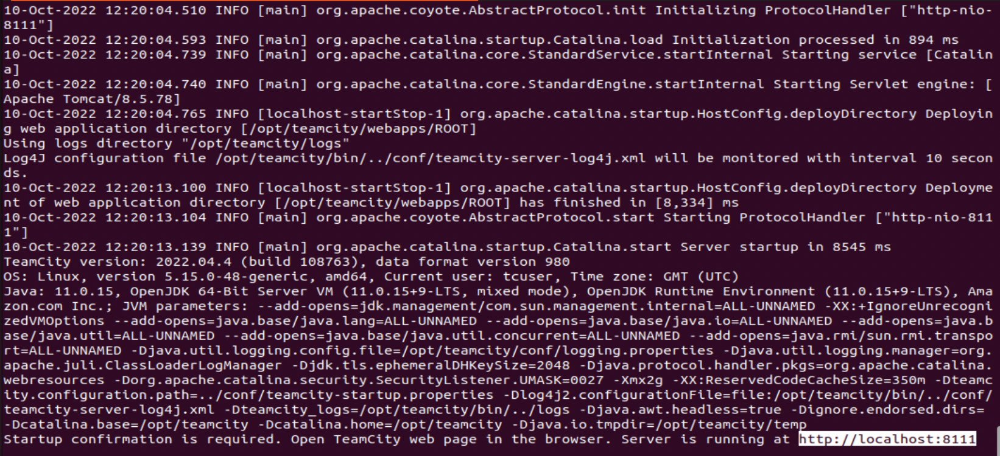 10-Oct-2022 12:20:04.510 INFO [main] org.apache.coyote.AbstractProtocol.init Initializing ProtocolHandler ["http-nio-
8111"]
10-Oct-2022 12:20:04.593 INFO [main] org.apache.catalina.startup.Catalina.load Initialization processed in 894 ms
10-Oct-2022 12:20:04.739 INFO [main] org.apache.catalina.core.StandardService.startInternal Starting service [Catalin
a]
10-Oct-2022 12:20:04.740 INFO [main] org.apache.catalina.core.StandardEngine.startInternal Starting Servlet engine: [
Apache Tomcat/8.5.78]
10-Oct-2022 12:20:04.765 INFO [localhost-startStop-1] org.apache.catalina.startup.HostConfig.deployDirectory Deployin
g web application directory [/opt/teamcity/webapps/ROOT]
Using logs directory "/opt/teamcity/logs"
Log4J configuration file /opt/teamcity/bin/../conf/teamcity-server-log4j.xml will be monitored with interval 10 secon
ds.
10-Oct-2022 12:20:13.100 INFO [localhost-startStop-1] org.apache.catalina.startup.HostConfig.deployDirectory Deployme
nt of web application directory [/opt/teamcity/webapps/ROOT] has finished in [8,334] ms
10-Oct-2022 12:20:13.104 INFO [main] org.apache.coyote.AbstractProtocol.start Starting ProtocolHandler ["http-nio-811
1"]
10-Oct-2022 12:20:13.139 INFO [main] org.apache.catalina.startup.Catalina.start Server startup in 8545 ms
TeamCity version: 2022.04.4 (build 108763), data format version 980
OS: Linux, version 5.15.0-48-generic, amd64, Current user: tcuser, Time zone: GMT (UTC)
Java: 11.0.15, OpenJDK 64-Bit Server VM (11.0.15+9-LTS, mixed mode), OpenJDK Runtime Environment (11.0.15+9-LTS), Ama
zon.com Inc.; JVM parameters: --add-opens=jdk.management/com.sun.management.internal=ALL-UNNAMED -XX:+IgnoreUnrecogni
zedVMOptions --add-opens=java.base/java.lang=ALL-UNNAMED --add-opens=java.base/java.io=ALL-UNNAMED --add-opens=java.b
ase/java.util=ALL-UNNAMED --add-opens=java.base/java.util.concurrent=ALL-UNNAMED --add-opens=java.rmi/sun.rmi.transpo
rt=ALL-UNNAMED -Djava.util.logging.config.file=/opt/teamcity/conf/logging.properties -Djava.util.logging.manager=org.
apache.juli.ClassLoaderLogManager -Djdk.tls.ephemeralDHKeySize=2048 -Djava.protocol.handler.pkgs=org.apache.catalina.
webresources -Dorg.apache.catalina.security.SecurityListener.UMASK=0027 -Xmx2g -XX:ReservedCodeCacheSize=350m -Dteamc
ity.configuration.path=../conf/teamcity-startup.properties -Dlog4j2.configurationFile=file:/opt/teamcity/bin/../conf/
teamcity-server-log4j.xml -Dteamcity_logs=/opt/teamcity/bin/../logs -Djava.awt.headless=true -Dignore.endorsed.dirs=
-Dcatalina.base=/opt/teamcity -Dcatalina.home=/opt/teamcity -Djava.io.tmpdir=/opt/teamcity/temp
Startup confirmation is required. Open TeamCity web page in the browser. Server is running at http://localhost:8111